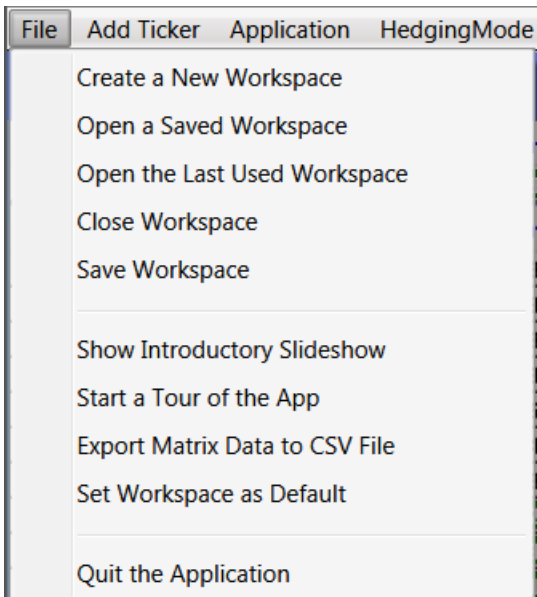 File Add Ticker Application HedgingMode
Create a New Workspace
Open a Saved Workspace
Open the Last Used Workspace
Close Workspace
Save Workspace
Show Introductory Slideshow
Start a Tour of the App
Export Matrix Data to CSV File
Set Workspace as Default
Quit the Application